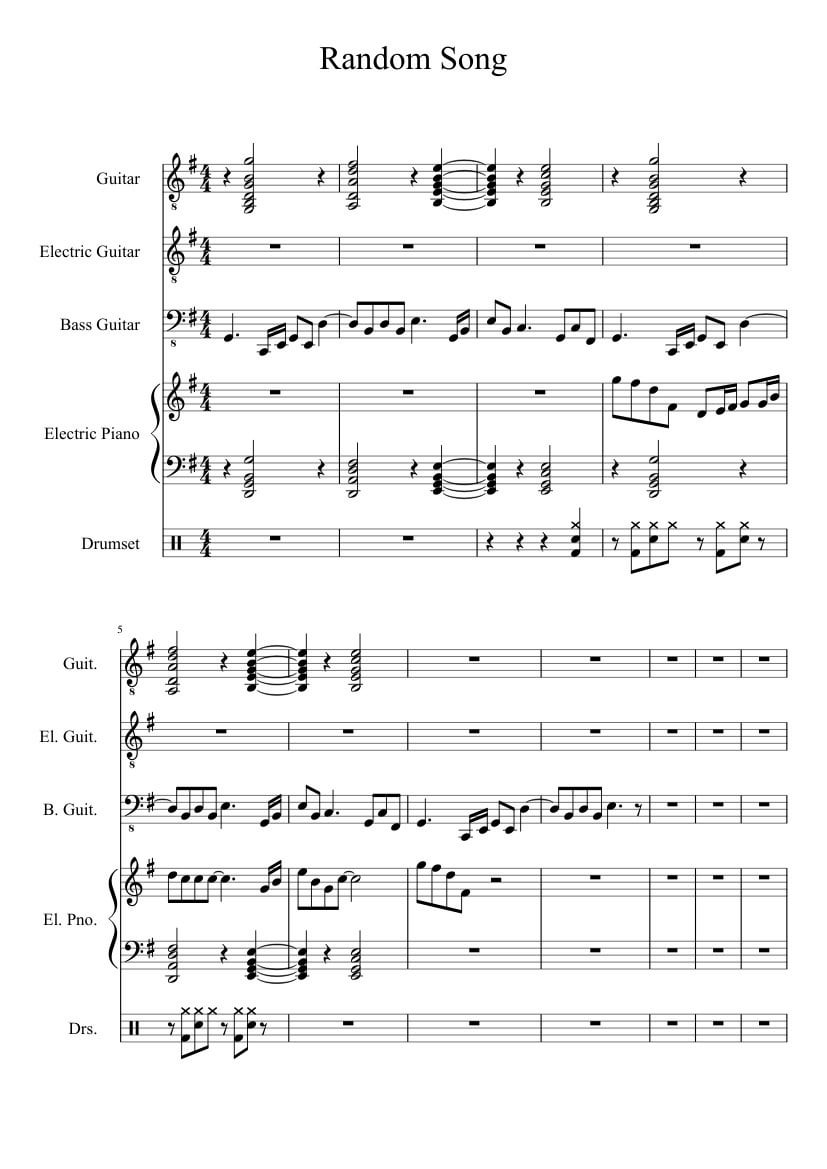 Random Song
Guitar
Electric Guitar
Bass Guitar
Electric Piano
Drumset
5
Guit.
El. Guit.
B. Guit.
El. Pno.
Drs.